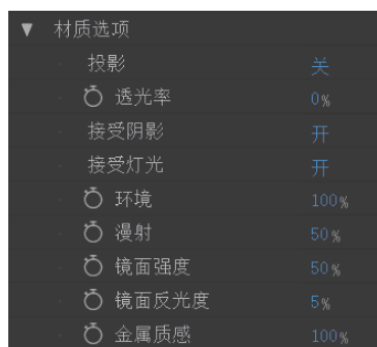 材质选项
投影 关
透光率 0%
接受阴影 开
接受灯光 开
环境 100%
漫射 50%
镜面强度 50%
镜面反光度 5%
金属质感 100%